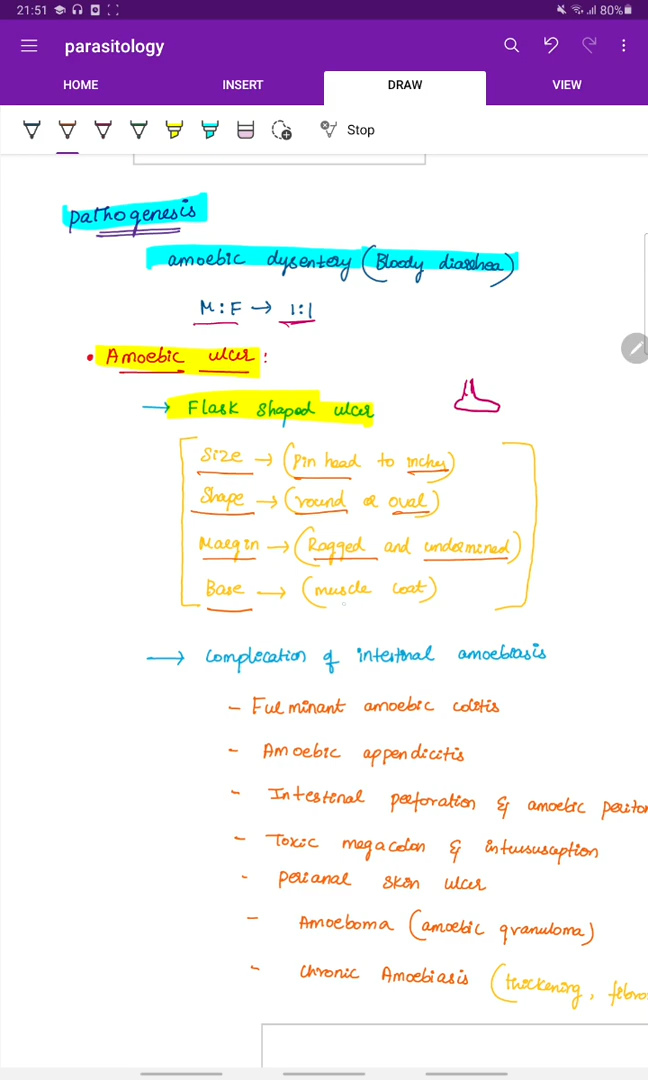 21:51 80%
parasitology
HOME INSERT DRAW VIEW
Stop
pathogenesis
amoebic dysentery (Bloody diarrhea)
M:F → 1:1
• Amoebic ulcer :
→ Flask shaped ulcer
Size → (Pin head to inches)
Shape → (round or oval)
Margin → (Ragged and undermined)
Base → (muscle coat)
→ Complecation of intestinal amoebiasis
- Fulminant amoebic colitis
- Amoebic appendicitis
- Intestinal perforation & amoebic periton
- Toxic megacolon & intussusception
- perianal skin ulcer
- Amoeboma (amoebic granuloma)
- chronic Amoebiasis (thickening, febro